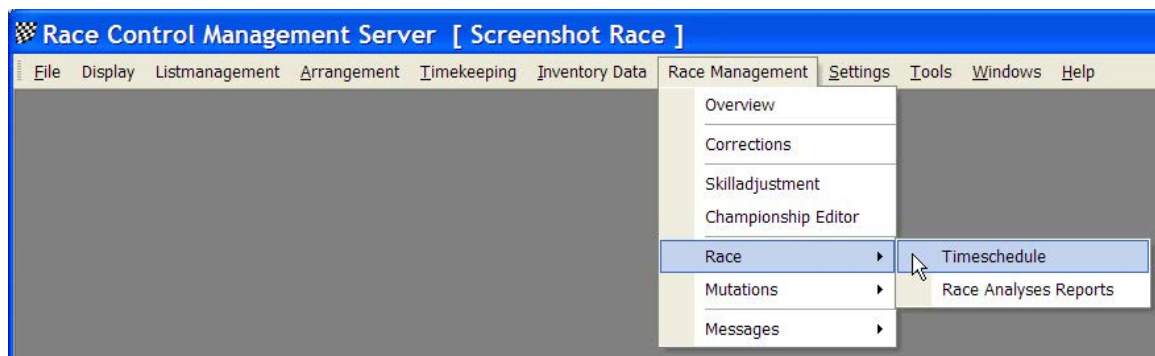 Race Control Management Server [ Screenshot Race ]
File Display Listmanagement Arrangement Timekeeping Inventory Data Race Management Settings Tools Windows Help
Overview
Corrections
Skilladjustment
Championship Editor
Race Timeschedule
Mutations Race Analyses Reports
Messages